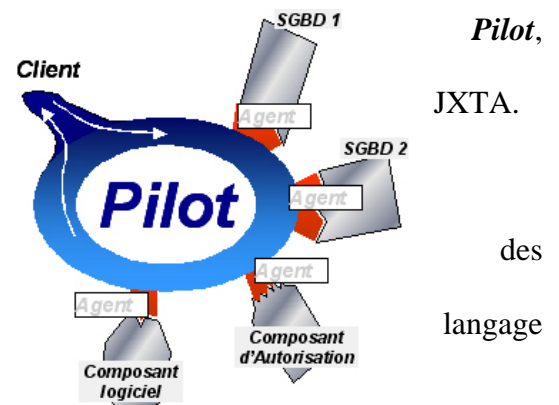 SGBD 1
Pilot,
Client
JXTA.
Agent
SGBD 2
Agent
Pilot
des
Agent
Agent
langage
Composant
d'Autorisation
Composant
logiciel